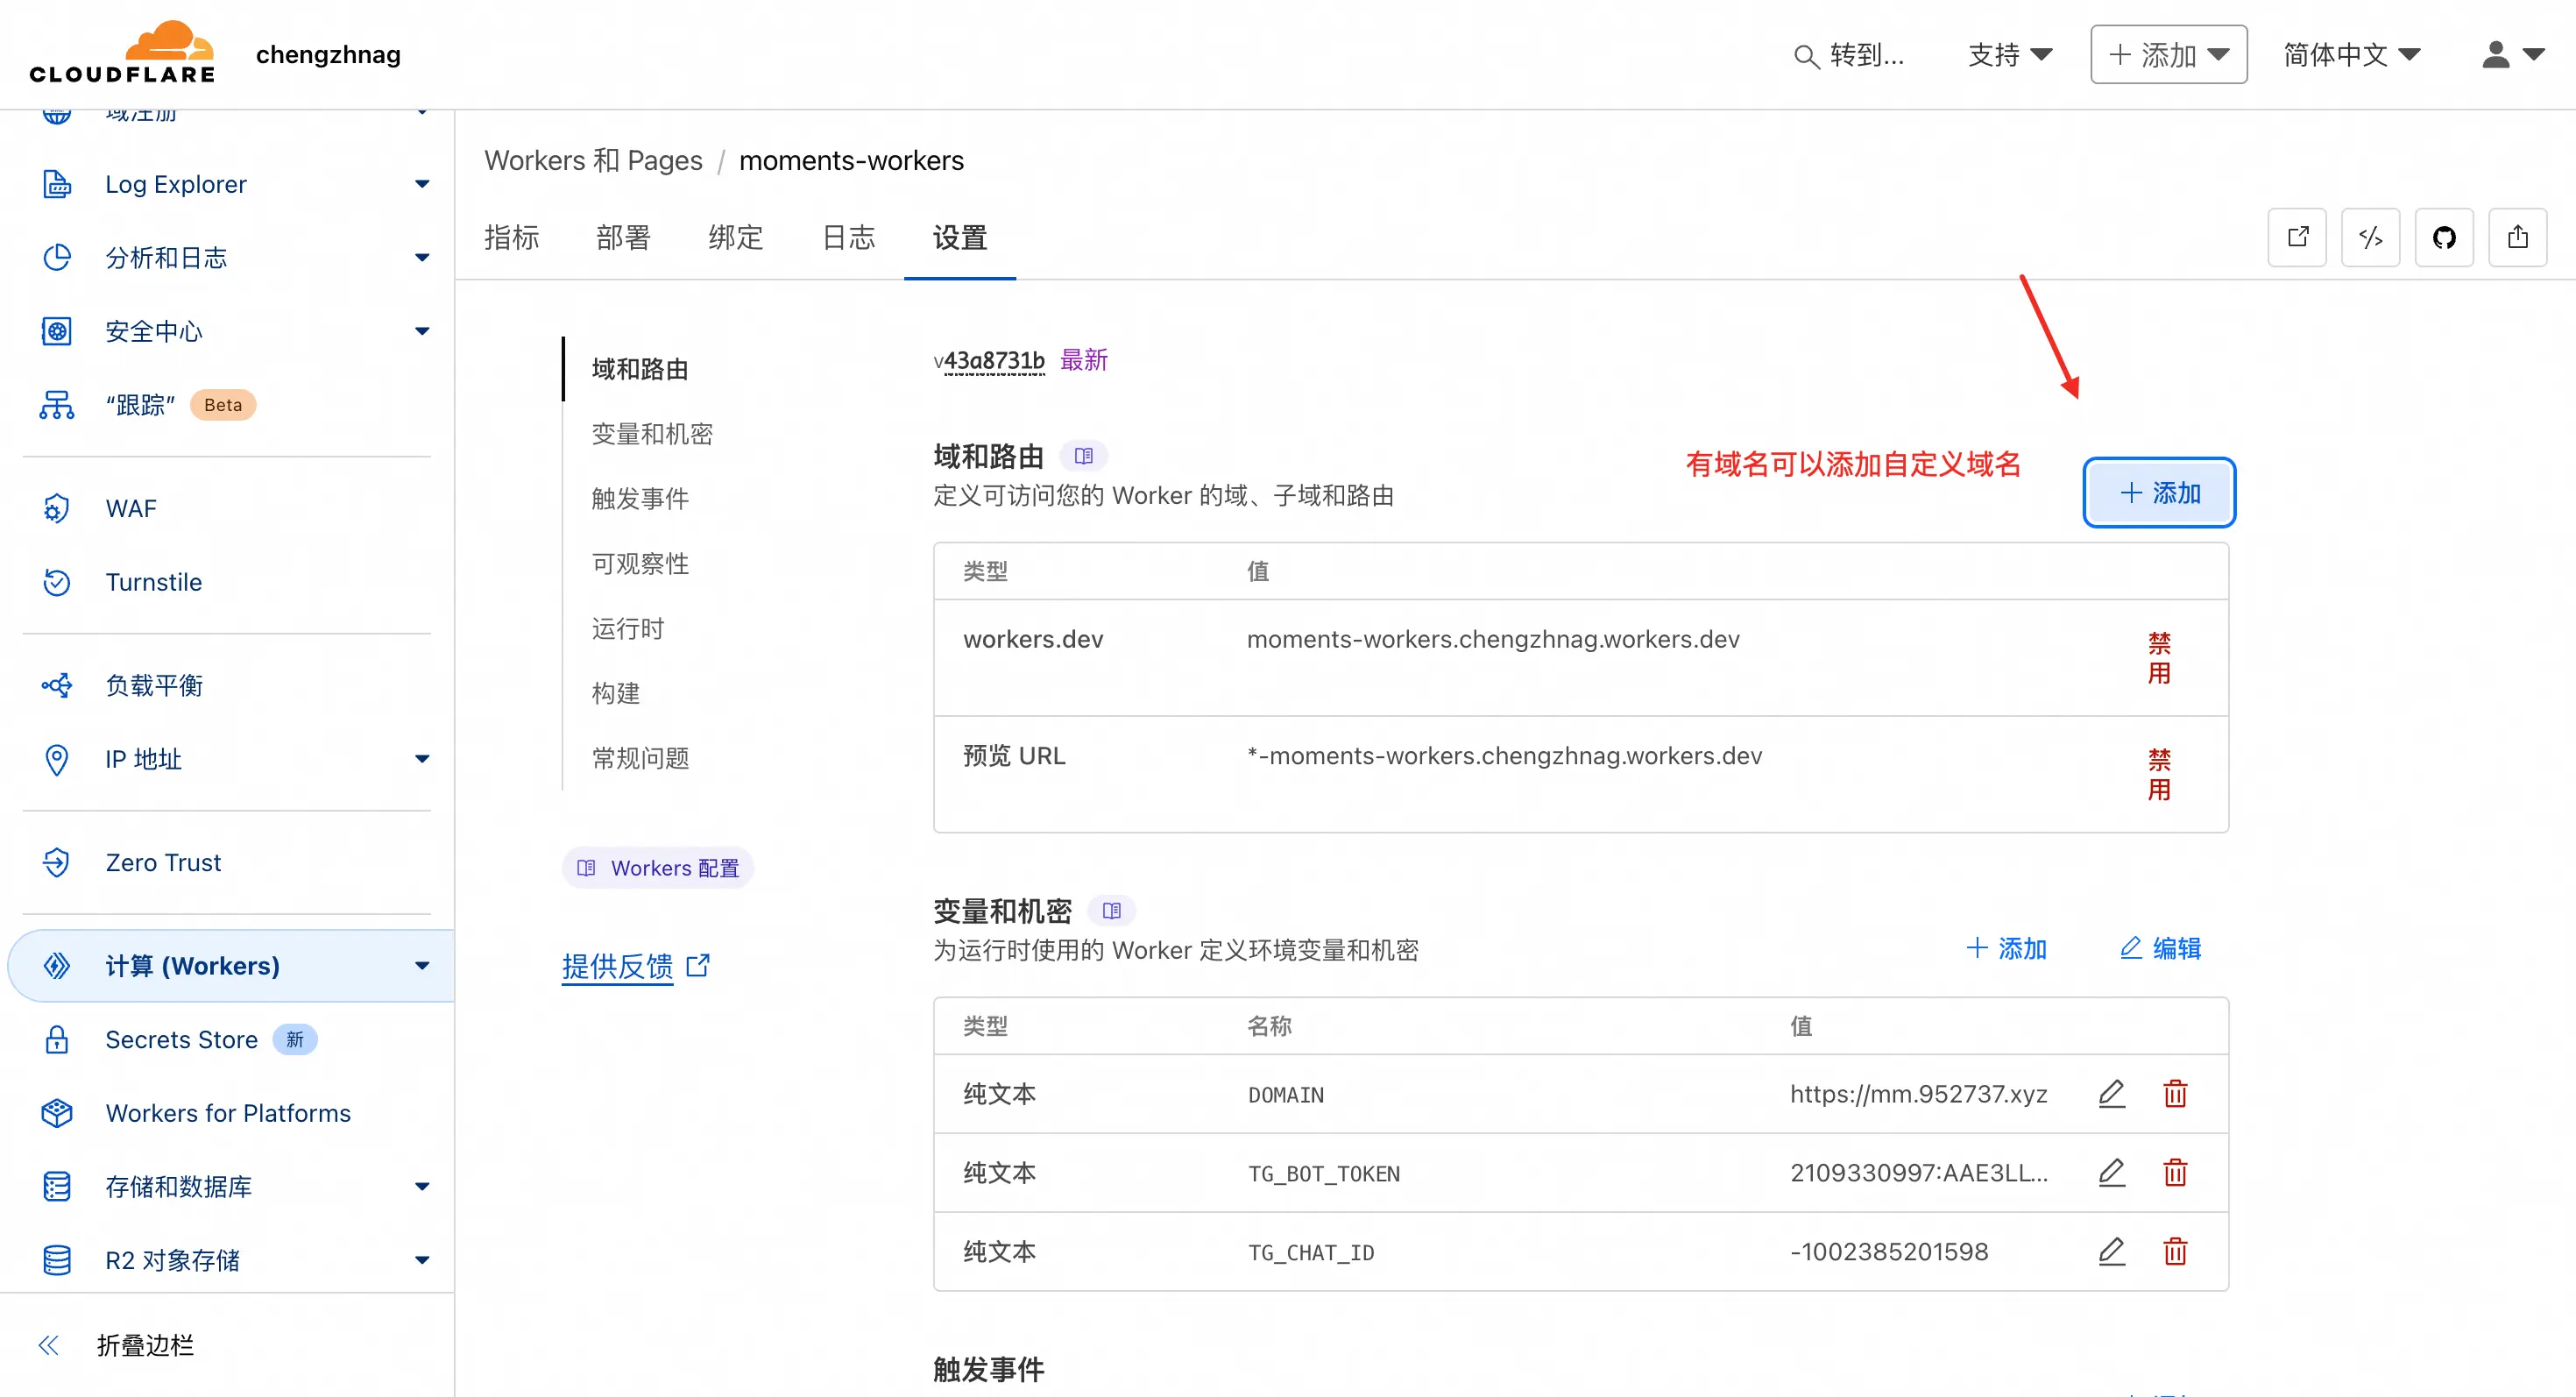 CLOUDFLARE
chengzhnag
转到...
支持
添加
简体中文
域注册
Log Explorer
分析和日志
安全中心
“跟踪” Beta
WAF
Turnstile
负载平衡
IP 地址
Zero Trust
计算 (Workers)
Secrets Store 新
Workers for Platforms
存储和数据库
R2 对象存储
折叠边栏
Workers 和 Pages / moments-workers
指标
部署
绑定
日志
设置
域和路由
变量和机密
触发事件
可观察性
运行时
构建
常规问题
Workers 配置
提供反馈
v43a8731b 最新
域和路由
定义可访问您的 Worker 的域、子域和路由
有域名可以添加自定义域名
添加
类型 值
workers.dev moments-workers.chengzhnag.workers.dev 禁用
预览 URL *-moments-workers.chengzhnag.workers.dev 禁用
变量和机密
为运行时使用的 Worker 定义环境变量和机密
添加 编辑
类型 名称 值
纯文本 DOMAIN https://mm.952737.xyz
纯文本 TG_BOT_TOKEN 2109330997:AAE3LL...
纯文本 TG_CHAT_ID -1002385201598
触发事件